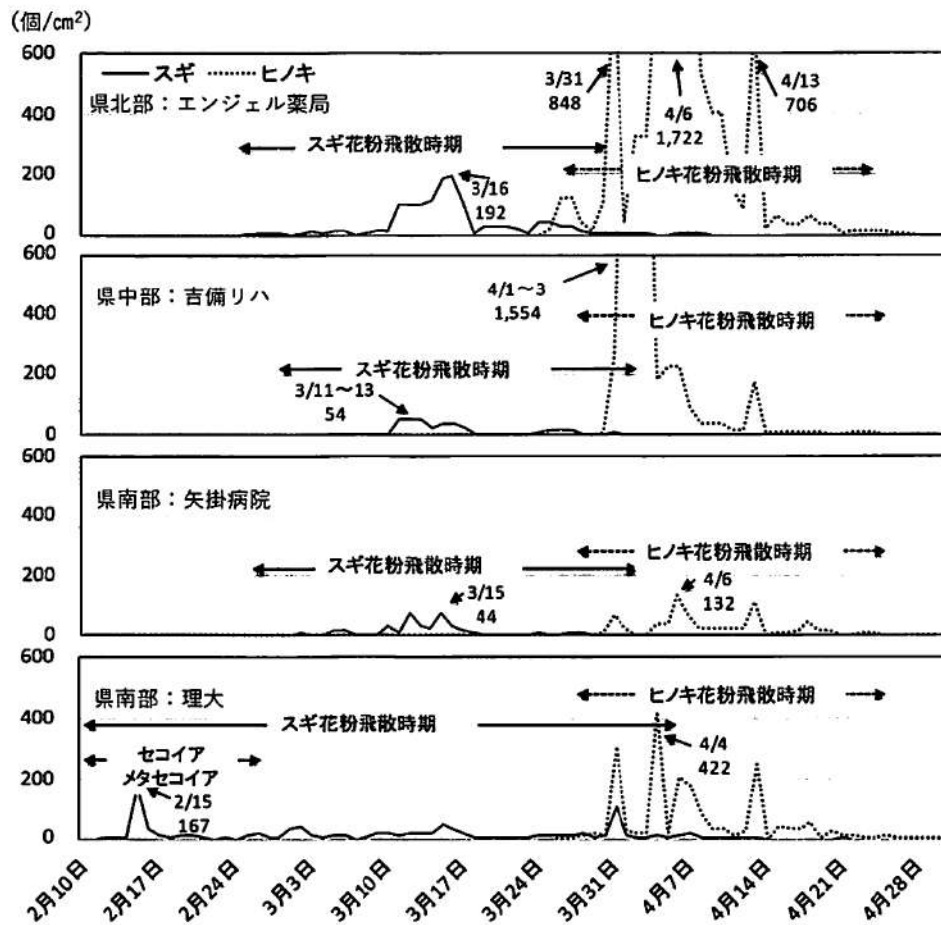 (個/cm²)
600
400
200
0
スギ ヒノキ
県北部：エンジェル薬局
スギ花粉飛散時期
3/16
192
3/31
848
4/6
1,722
4/13
706
ヒノキ花粉飛散時期
600
400
200
0
県中部：吉備リハ
4/1～3
1,554
ヒノキ花粉飛散時期
スギ花粉飛散時期
3/11～13
54
600
400
200
0
県南部：矢掛病院
ヒノキ花粉飛散時期
スギ花粉飛散時期
3/15
44
4/6
132
600
400
200
0
県南部：理大
ヒノキ花粉飛散時期
スギ花粉飛散時期
セコイア
メタセコイア
2/15
167
4/4
422
2月10日
2月17日
2月24日
3月3日
3月10日
3月17日
3月24日
3月31日
4月7日
4月14日
4月21日
4月28日